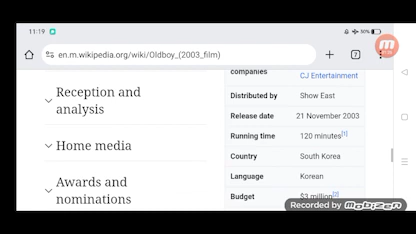 11:19
50%
en.m.wikipedia.org/wiki/Oldboy_(2003_film)
7
Reception and
analysis
Home media
Awards and
nominations
companies
CJ Entertainment
Distributed by Show East
Release date 21 November 2003
Running time 120 minutes[1]
Country South Korea
Language Korean
Budget $3 million[2]
Recorded by Mobizen